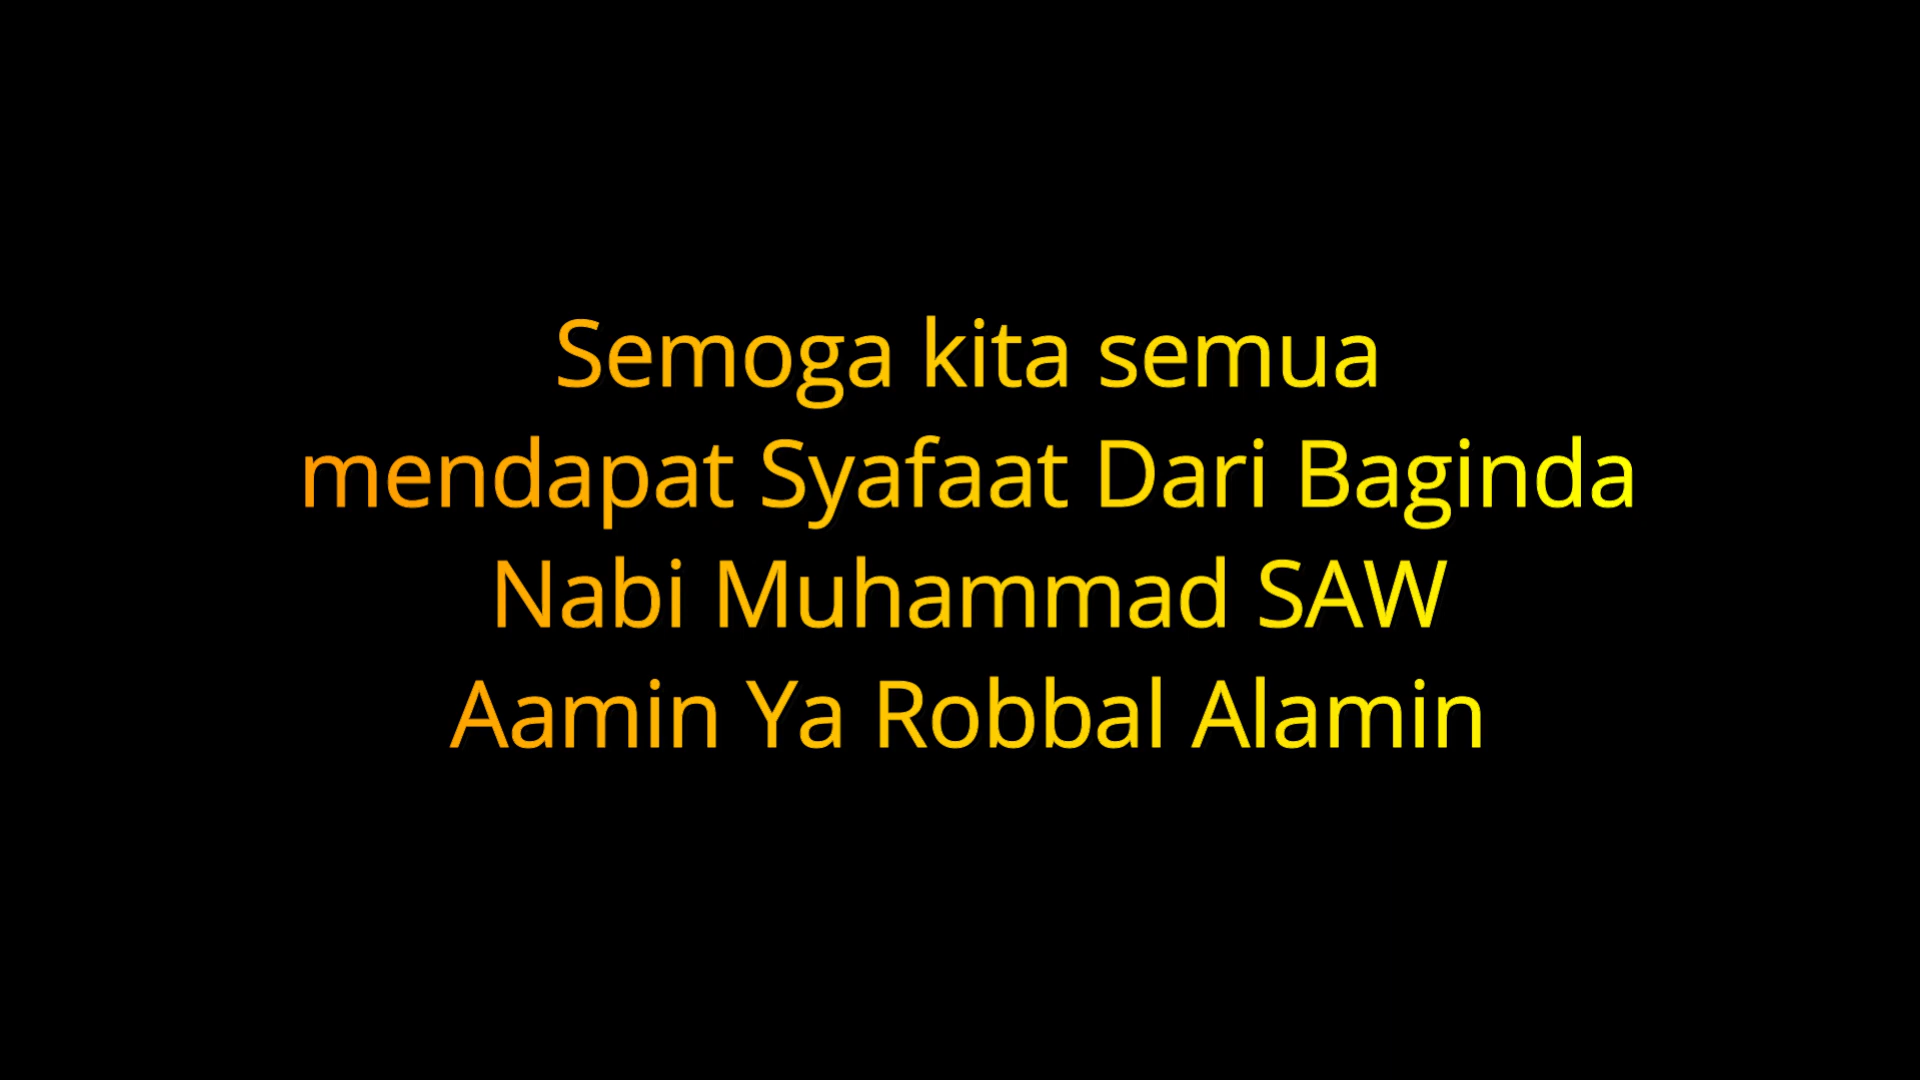 Semoga kita semua
mendapat Syafaat Dari Baginda
Nabi Muhammad SAW
Aamin Ya Robbal Alamin